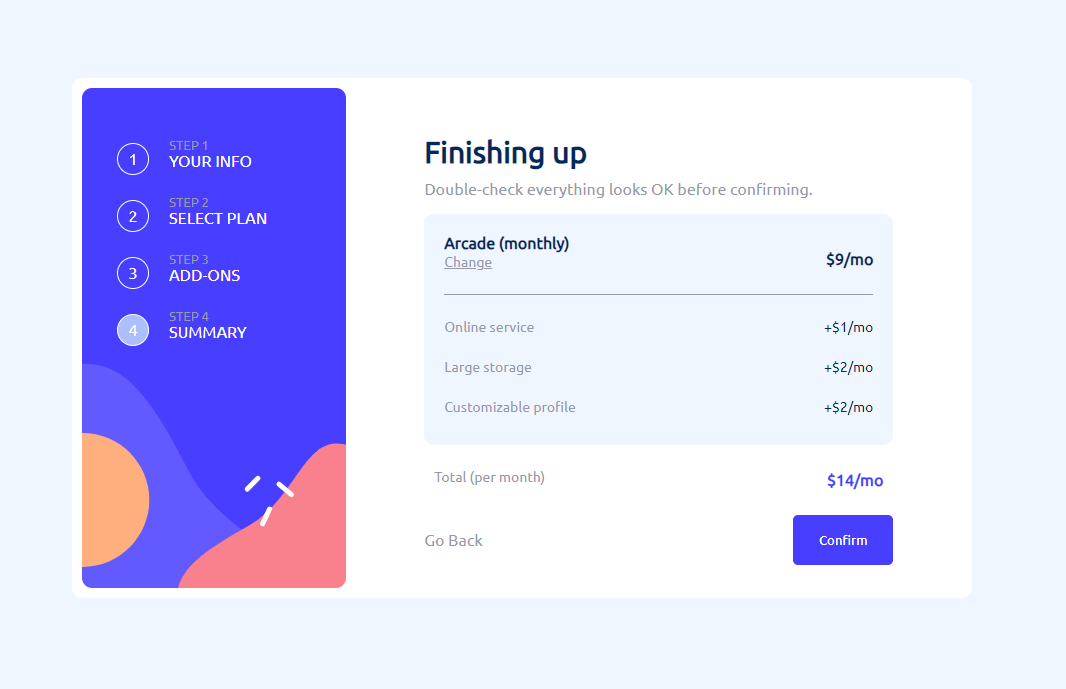 1
STEP 1
YOUR INFO
2
STEP 2
SELECT PLAN
3
STEP 3
ADD-ONS
4
STEP 4
SUMMARY
Finishing up
Double-check everything looks OK before confirming.
Arcade (monthly)
Change
$9/mo
Online service +$1/mo
Large storage +$2/mo
Customizable profile +$2/mo
Total (per month) $14/mo
Go Back
Confirm